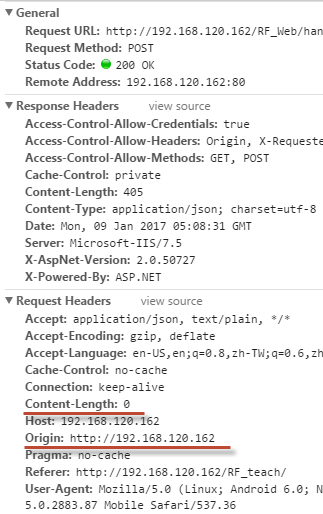 General
Request URL: http://192.168.120.162/RF_Web/han
Request Method: POST
Status Code: 200 OK
Remote Address: 192.168.120.162:80
Response Headers view source
Access-Control-Allow-Credentials: true
Access-Control-Allow-Headers: Origin, X-Requeste
Access-Control-Allow-Methods: GET, POST
Cache-Control: private
Content-Length: 405
Content-Type: application/json; charset=utf-8
Date: Mon, 09 Jan 2017 05:08:31 GMT
Server: Microsoft-IIS/7.5
X-AspNet-Version: 2.0.50727
X-Powered-By: ASP.NET
Request Headers view source
Accept: application/json, text/plain, */*
Accept-Encoding: gzip, deflate
Accept-Language: en-US,en;q=0.8,zh-TW;q=0.6,zh
Cache-Control: no-cache
Connection: keep-alive
Content-Length: 0
Host: 192.168.120.162
Origin: http://192.168.120.162
Pragma: no-cache
Referer: http://192.168.120.162/RF_teach/
User-Agent: Mozilla/5.0 (Linux; Android 6.0; N
5.0.2883.87 Mobile Safari/537.36